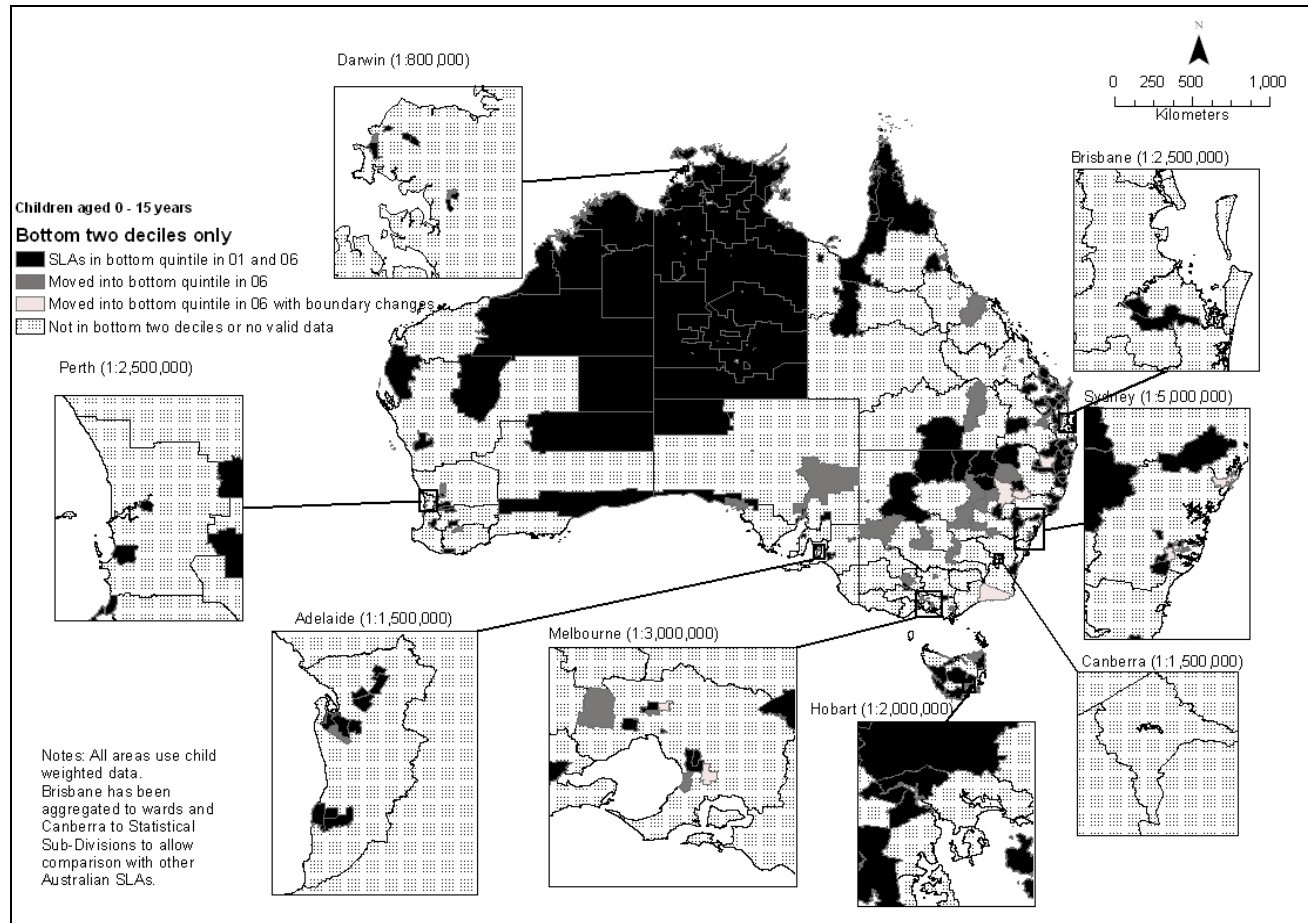 N
Darwin (1:800,000)
0 250 500 1,000
Kilometers
Brisbane (1:2,500,000)
Children aged 0 - 15 years
Bottom two deciles only
SLAs in bottom quintile in 01 and 06
Moved into bottom quintile in 06
Moved into bottom quintile in 06 with boundary changes
Not in bottom two deciles or no valid data
Perth (1:2,500,000)
Sydney (1:5,000,000)
Adelaide (1:1,500,000)
Melbourne (1:3,000,000)
Canberra (1:1,500,000)
Hobart (1:2,000,000)
Notes: All areas use child
weighted data.
Brisbane has been
aggregated to wards and
Canberra to Statistical
Sub-Divisions to allow
comparison with other
Australian SLAs.